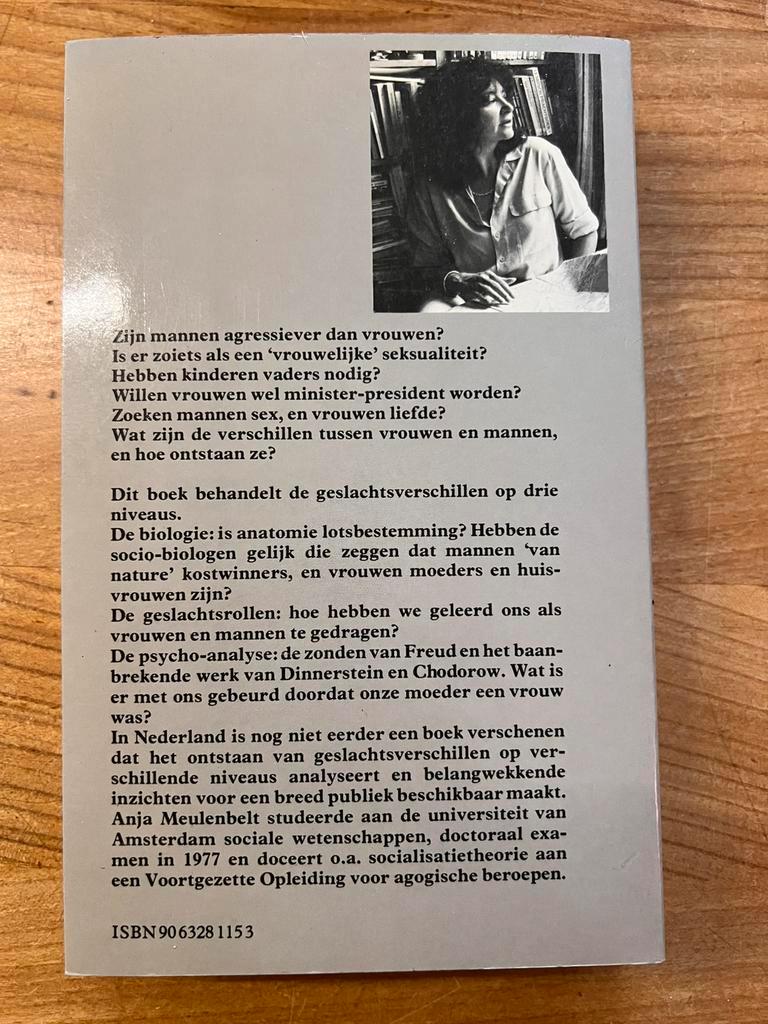 Zijn mannen agressiever dan vrouwen?
Is er zoiets als een ‘vrouwelijke’ seksualiteit?
Hebben kinderen vaders nodig?
Willen vrouwen wel minister-president worden?
Zoeken mannen sex, en vrouwen liefde?
Wat zijn de verschillen tussen vrouwen en mannen,
en hoe ontstaan ze?
Dit boek behandelt de geslachtsverschillen op drie
niveaus.
De biologie: is anatomie lotsbestemming? Hebben de
socio-biologen gelijk die zeggen dat mannen ‘van
nature’ kostwinners, en vrouwen moeders en huis-
vrouwen zijn?
De geslachtsrollen: hoe hebben we geleerd ons als
vrouwen en mannen te gedragen?
De psycho-analyse: de zonden van Freud en het baan-
brekende werk van Dinnerstein en Chodorow. Wat is
er met ons gebeurd doordat onze moeder een vrouw
was?
In Nederland is nog niet eerder een boek verschenen
dat het ontstaan van geslachtsverschillen op ver-
schillende niveaus analyseert en belangwekkende
inzichten voor een breed publiek beschikbaar maakt.
Anja Meulenbelt studeerde aan de universiteit van
Amsterdam sociale wetenschappen, doctoraal exa-
men in 1977 en doceert o.a. socialisatietheorie aan
een Voortgezette Opleiding voor agogische beroepen.
ISBN 90 6328 115 3